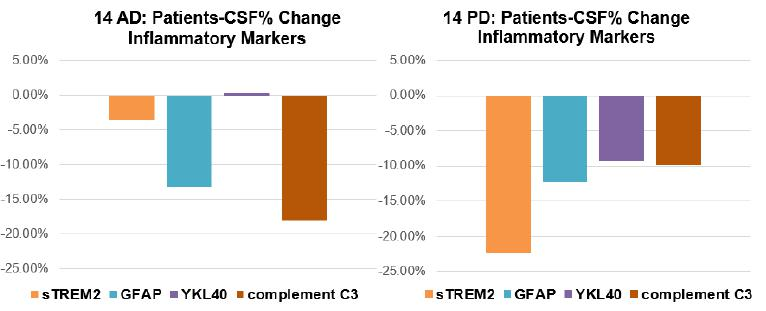 14 AD: Patients-CSF% Change
Inflammatory Markers
5.00%
0.00%
-5.00%
-10.00%
-15.00%
-20.00%
-25.00%
sTREM2 GFAP YKL40 complement C3
14 PD: Patients-CSF% Change
Inflammatory Markers
5.00%
0.00%
-5.00%
-10.00%
-15.00%
-20.00%
-25.00%
sTREM2 GFAP YKL40 complement C3